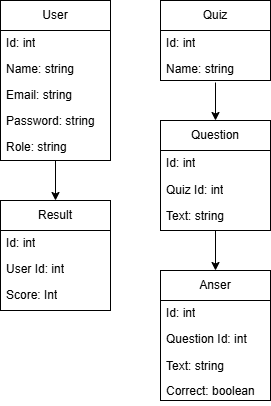 User
Id: int
Name: string
Email: string
Password: string
Role: string
Result
Id: int
User Id: int
Score: Int
Quiz
Id: int
Name: string
Question
Id: int
Quiz Id: int
Text: string
Anser
Id: int
Question Id: int
Text: string
Correct: boolean